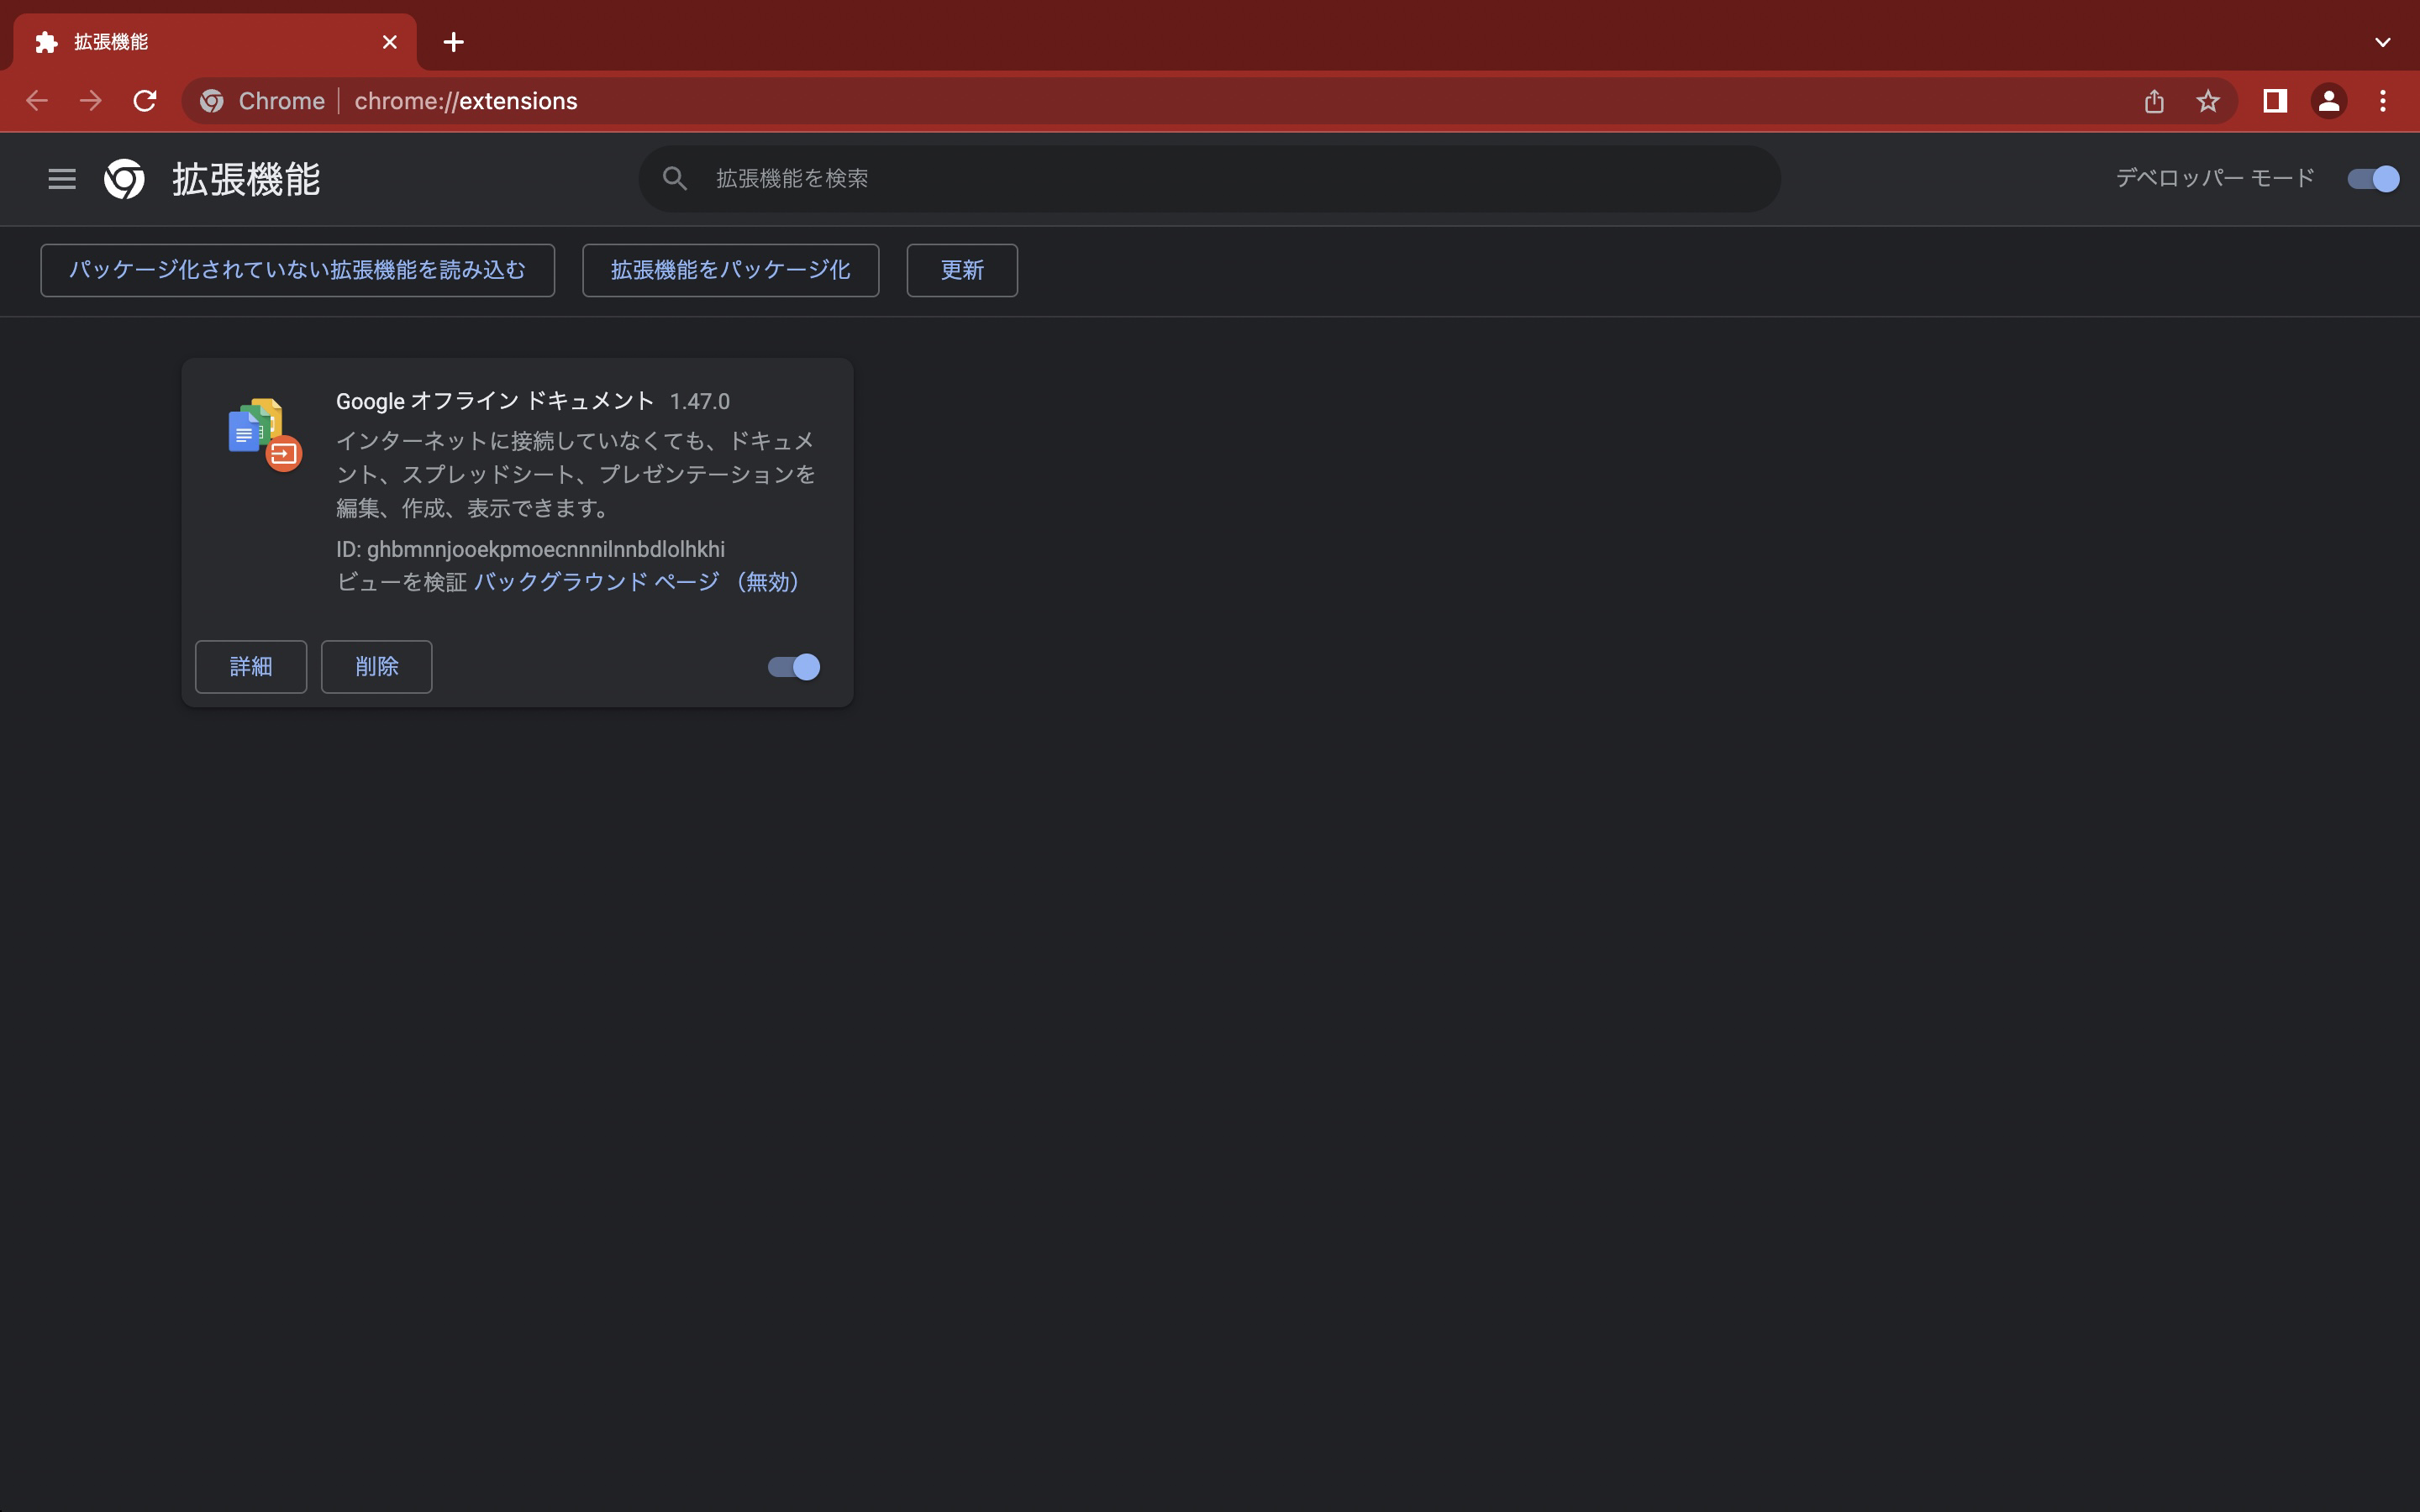 拡張機能
Chrome
chrome://extensions
拡張機能
拡張機能を検索
デベロッパー モード
パッケージ化されていない拡張機能を読み込む
拡張機能をパッケージ化
更新
Google オフライン ドキュメント 1.47.0
インターネットに接続していなくても、ドキュメ
ント、スプレッドシート、プレゼンテーションを
編集、作成、表示できます。
ID: ghbmnnjooekpmoecnnnilnnbdlolhkhi
ビューを検証 バックグラウンド ページ （無効）
詳細
削除